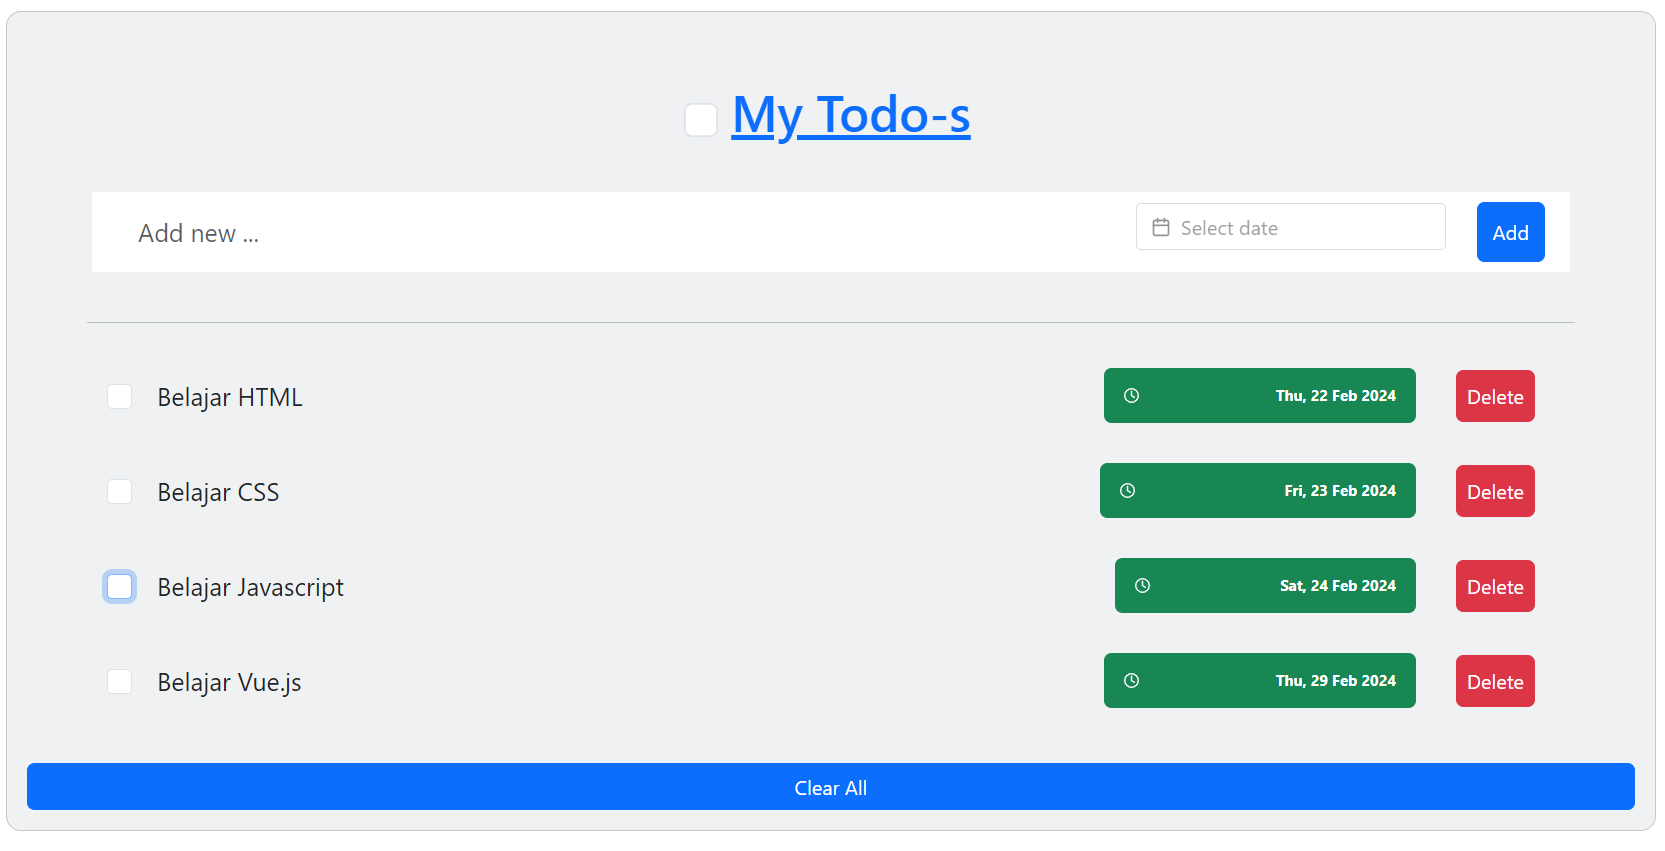 My Todo-s
Add new ...
Select date
Add
Belajar HTML
Thu, 22 Feb 2024
Delete
Belajar CSS
Fri, 23 Feb 2024
Delete
Belajar Javascript
Sat, 24 Feb 2024
Delete
Belajar Vue.js
Thu, 29 Feb 2024
Delete
Clear All